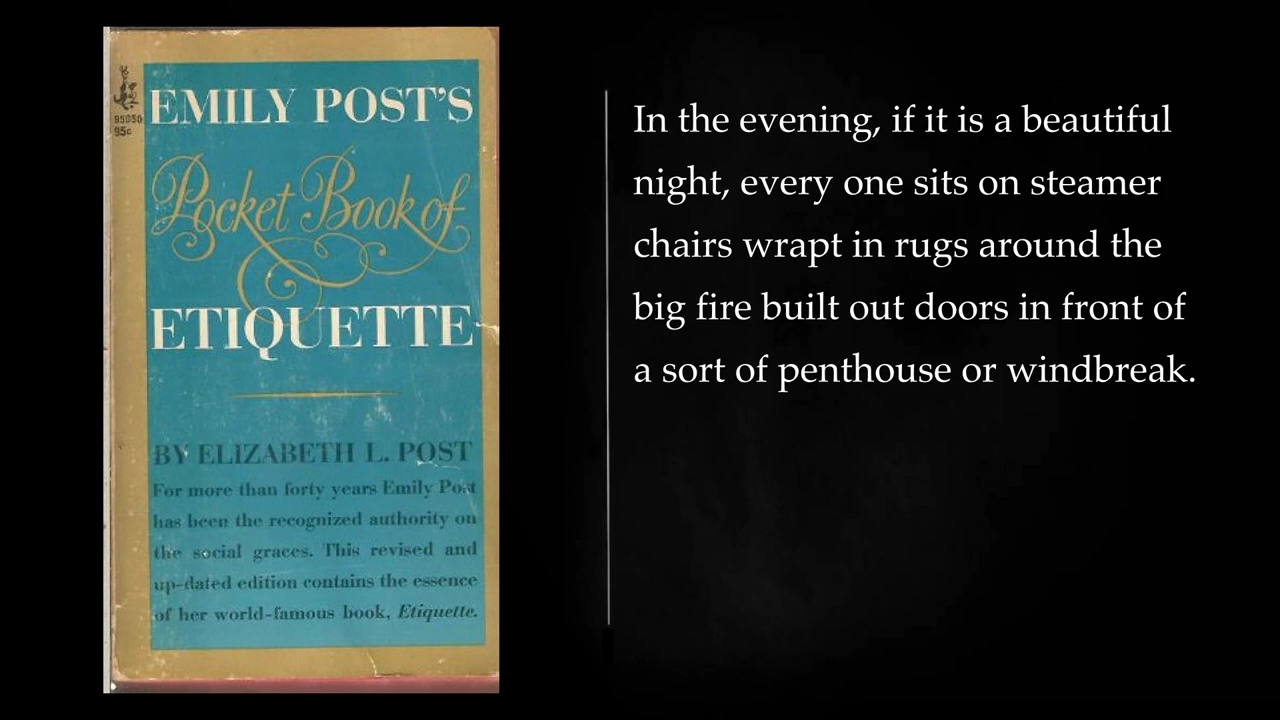 95050
95c
EMILY POST'S
Pocket Book of
ETIQUETTE
BY ELIZABETH L. POST
For more than forty years Emily Post
has been the recognized authority on
the social graces. This revised and
up-dated edition contains the essence
of her world-famous book, Etiquette.
In the evening, if it is a beautiful
night, every one sits on steamer
chairs wrapt in rugs around the
big fire built out doors in front of
a sort of penthouse or windbreak.